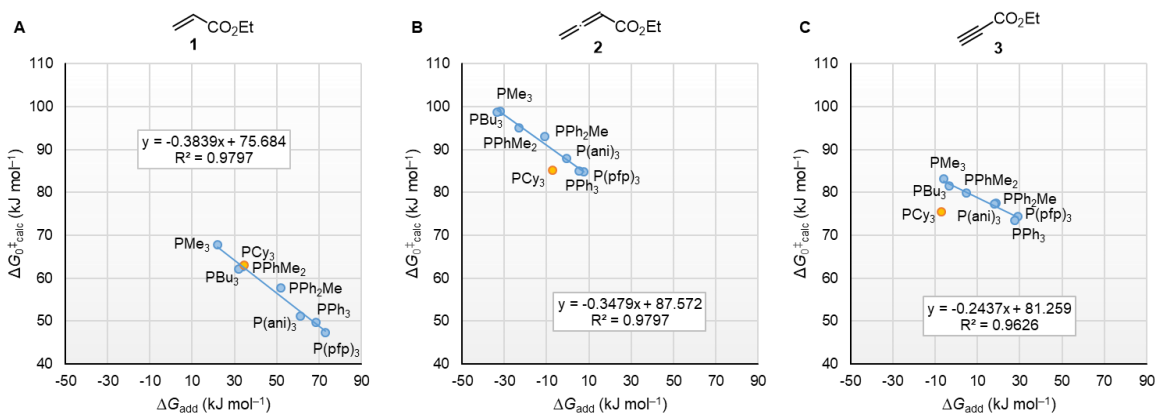 A
CO₂Et
1
ΔG₀‡calc (kJ mol⁻¹)
110
100
90
80
70
60
50
40
y = -0.3839x + 75.684
R² = 0.9797
PMe₃
PCy₃
PBu₃
PPhMe₂
PPh₂Me
P(ani)₃
PPh₃
P(pfp)₃
-50 -30 -10 10 30 50 70 90
ΔGadd (kJ mol⁻¹)
B
CO₂Et
2
ΔG₀‡calc (kJ mol⁻¹)
110
100
90
80
70
60
50
40
PMe₃
PBu₃
PPh₂Me
PPhMe₂
P(ani)₃
PCy₃
PPh₃
P(pfp)₃
y = -0.3479x + 87.572
R² = 0.9797
-50 -30 -10 10 30 50 70 90
ΔGadd (kJ mol⁻¹)
C
CO₂Et
3
ΔG₀‡calc (kJ mol⁻¹)
110
100
90
80
70
60
50
40
PMe₃
PBu₃
PPhMe₂
PCy₃
PPh₂Me
P(ani)₃
P(pfp)₃
PPh₃
y = -0.2437x + 81.259
R² = 0.9626
-50 -30 -10 10 30 50 70 90
ΔGadd (kJ mol⁻¹)